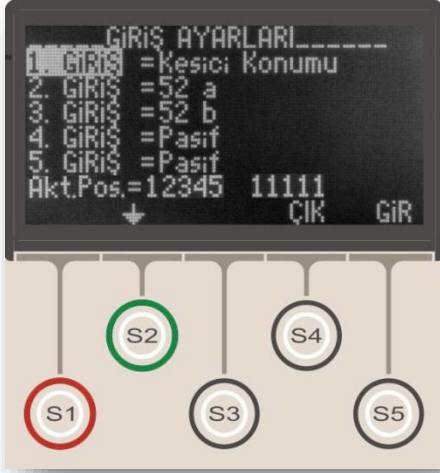 GİRİŞ AYARLARI______
1. GİRİŞ =Kesici Konumu
2. GİRİŞ =52 a
3. GİRİŞ =52 b
4. GİRİŞ =Pasif
5. GİRİŞ =Pasif
Akt.Pos.=12345 11111
ÇIK GİR
S2 S4
S1 S3 S5